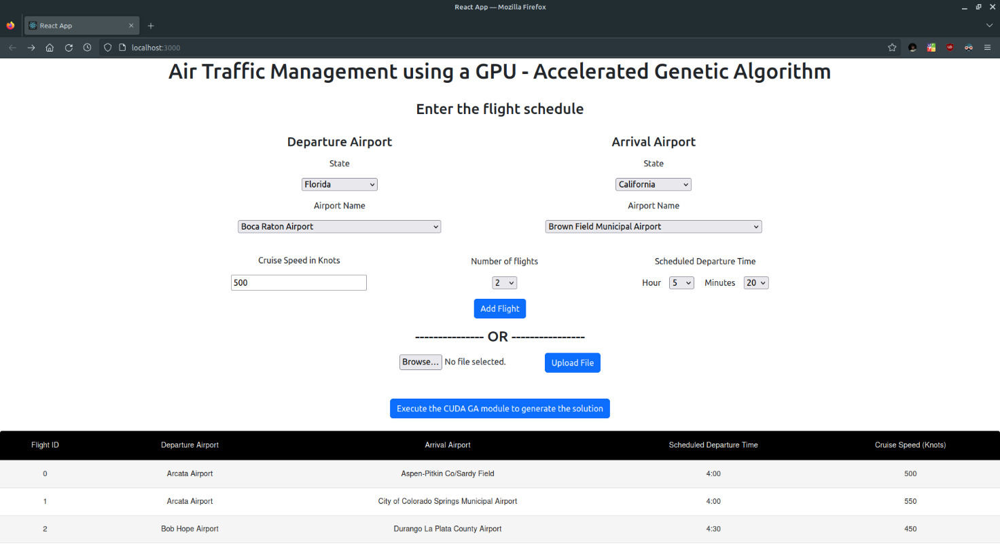 React App — Mozilla Firefox
React App
localhost:3000
Air Traffic Management using a GPU - Accelerated Genetic Algorithm
Enter the flight schedule
Departure Airport Arrival Airport
State State
Florida California
Airport Name Airport Name
Boca Raton Airport Brown Field Municipal Airport
Cruise Speed in Knots Number of flights Scheduled Departure Time
500 2 Hour 5 Minutes 20
Add Flight
--------------- OR ----------------
Browse... No file selected. Upload File
Execute the CUDA GA module to generate the solution
Flight ID Departure Airport Arrival Airport Scheduled Departure Time Cruise Speed (Knots)
0 Arcata Airport Aspen-Pitkin Co/Sardy Field 4:00 500
1 Arcata Airport City of Colorado Springs Municipal Airport 4:00 550
2 Bob Hope Airport Durango La Plata County Airport 4:30 450